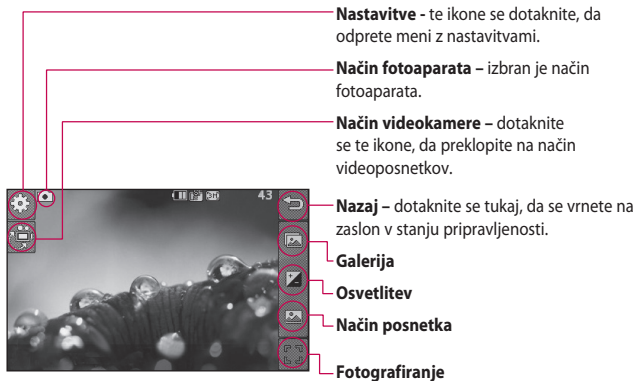 Nastavitve - te ikone se dotaknite, da
odprete meni z nastavitvami.
Način fotoaparata – izbran je način
fotoaparata.
Način videokamere – dotaknite
se te ikone, da preklopite na način
videoposnetkov.
43
Nazaj – dotaknite se tukaj, da se vrnete na
zaslon v stanju pripravljenosti.
Galerija
Osvetlitev
Način posnetka
Fotografiranje